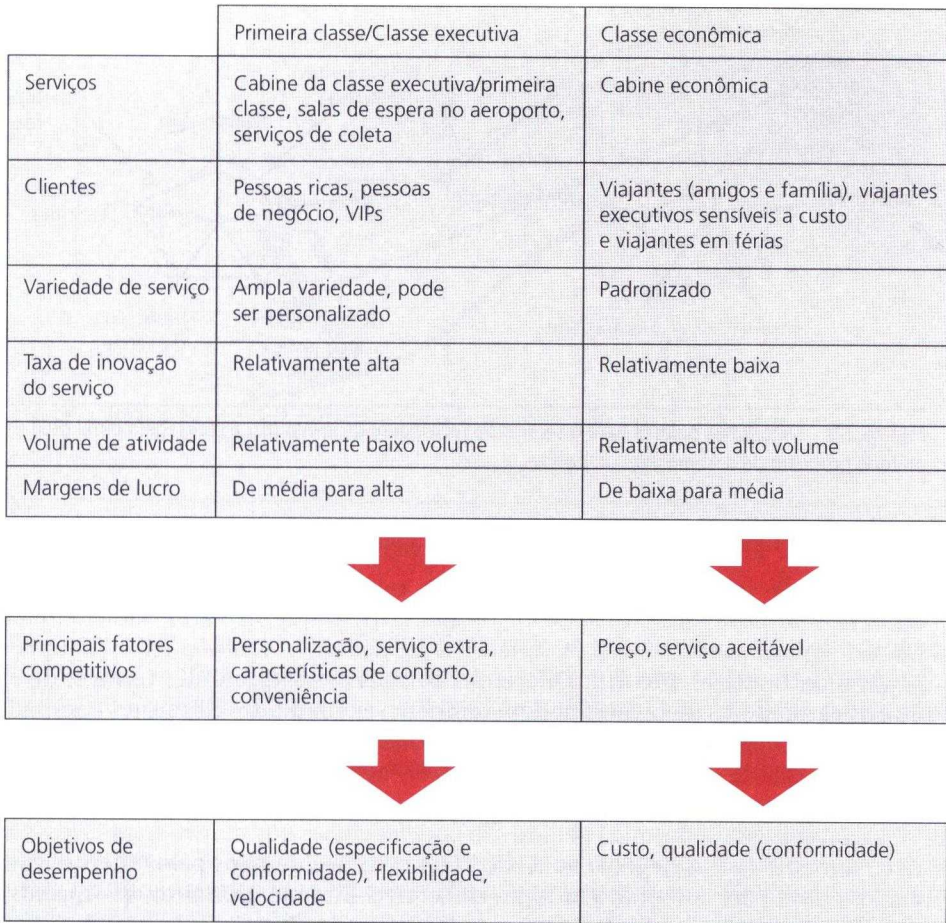 Primeira classe/Classe executiva
Classe econômica
Serviços
Cabine da classe executiva/primeira
classe, salas de espera no aeroporto,
serviços de coleta
Cabine econômica
Clientes
Pessoas ricas, pessoas
de negócio, VIPs
Viajantes (amigos e família), viajantes
executivos sensíveis a custo
e viajantes em férias
Variedade de serviço
Ampla variedade, pode
ser personalizado
Padronizado
Taxa de inovação
do serviço
Relativamente alta
Relativamente baixa
Volume de atividade
Relativamente baixo volume
Relativamente alto volume
Margens de lucro
De média para alta
De baixa para média
Principais fatores
competitivos
Personalização, serviço extra,
características de conforto,
conveniência
Preço, serviço aceitável
Objetivos de
desempenho
Qualidade (especificação e
conformidade), flexibilidade,
velocidade
Custo, qualidade (conformidade)